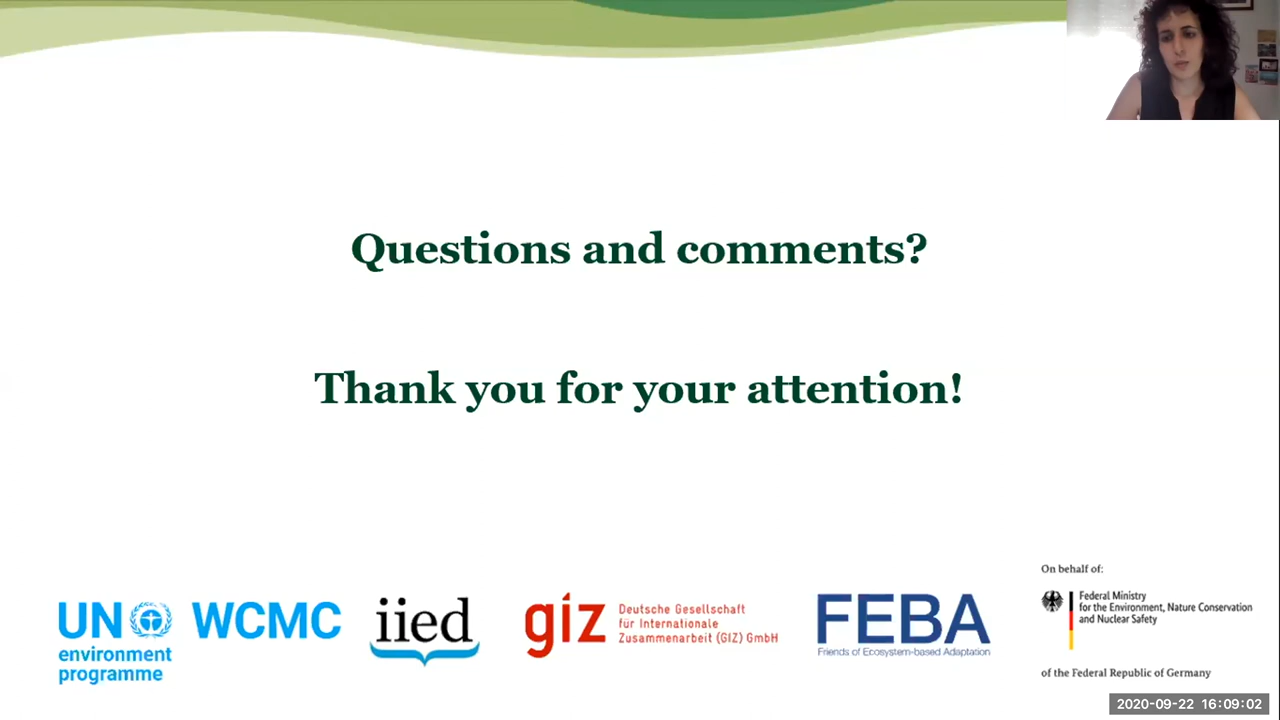 Questions and comments?
Thank you for your attention!
UN WCMC
environment
programme
iied
giz
Deutsche Gesellschaft
für Internationale
Zusammenarbeit (GIZ) GmbH
FEBA
Friends of Ecosystem-based Adaptation
On behalf of:
Federal Ministry
for the Environment, Nature Conservation
and Nuclear Safety
of the Federal Republic of Germany
2020-09-22 16:09:02